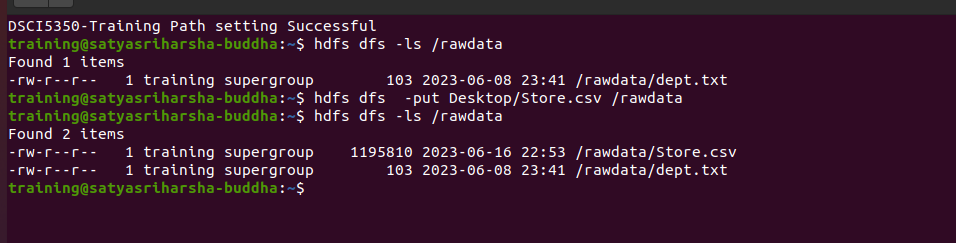 DSCI5350-Training Path setting Successful
training@satyasriharsha-buddha:~$ hdfs dfs -ls /rawdata
Found 1 items
-rw-r--r--   1 training supergroup        103 2023-06-08 23:41 /rawdata/dept.txt
training@satyasriharsha-buddha:~$ hdfs dfs  -put Desktop/Store.csv /rawdata
training@satyasriharsha-buddha:~$ hdfs dfs -ls /rawdata
Found 2 items
-rw-r--r--   1 training supergroup    1195810 2023-06-16 22:53 /rawdata/Store.csv
-rw-r--r--   1 training supergroup        103 2023-06-08 23:41 /rawdata/dept.txt
training@satyasriharsha-buddha:~$